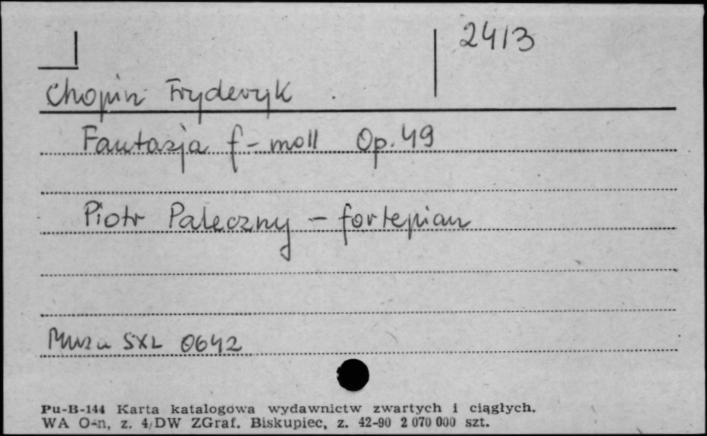 2413
Chopin Fryderyk
Fantazja f-moll Op. 49
Piotr Paleczny - fortepian
Muza SXL 0642
Pu-B-144 Karta katalogowa wydawnictw zwartych i ciągłych.
WA O-n, z. 4/DW ZGraf. Biskupiec, z. 42-90 2 070 000 szt.